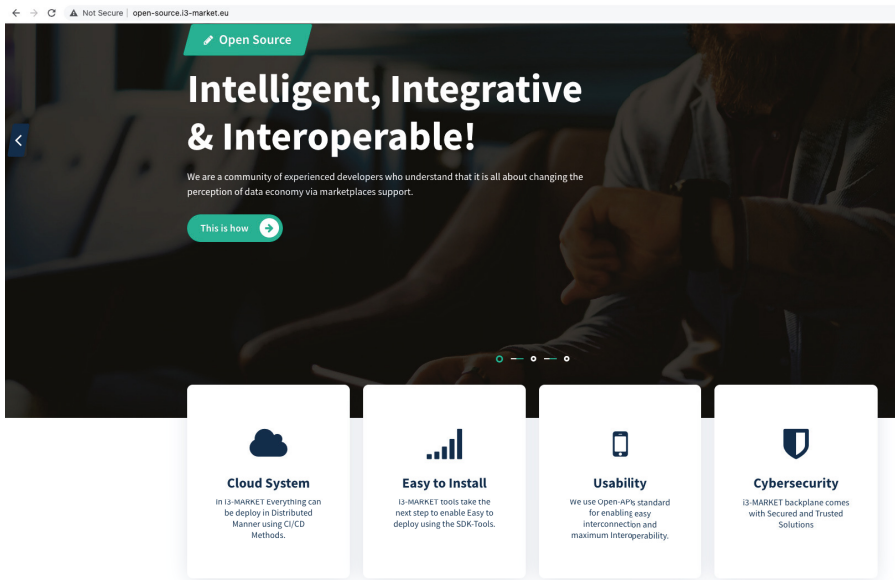 Not Secure | open-source.i3-market.eu
Open Source
Intelligent, Integrative
& Interoperable!
We are a community of experienced developers who understand that it is all about changing the
perception of data economy via marketplaces support.
This is how
Cloud System
In I3-MARKET Everything can
be deploy in Distributed
Manner using CI/CD
Methods.
Easy to Install
I3-MARKET tools take the
next step to enable Easy to
deploy using the SDK-Tools.
Usability
We use Open-APIs standard
for enabling easy
interconnection and
maximum Interoperability.
Cybersecurity
i3-MARKET backplane comes
with Secured and Trusted
Solutions